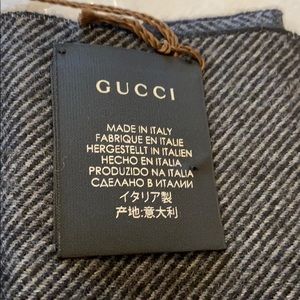 GUCCI
MADE IN ITALY
FABRIQUE EN ITALIE
HERGESTELLT IN ITALIEN
HECHO EN ITALIA
PRODUZIDO NA ITALIA
СДЕЛАНО В ИТАЛИИ
イタリア製
产地:意大利